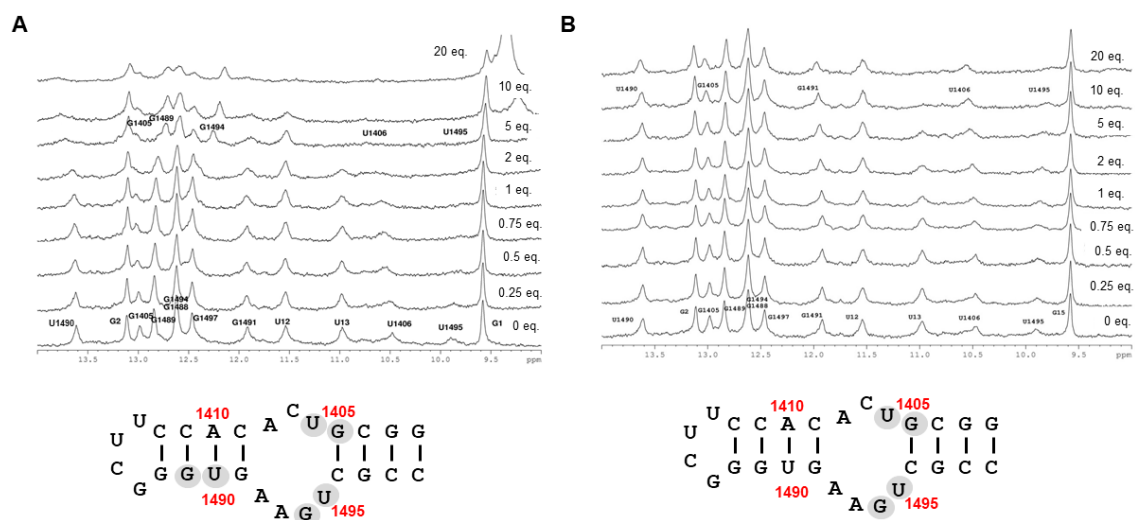 A
20 eq.
10 eq.
G1405
G1489
G1494
U1406
U1495
5 eq.
2 eq.
1 eq.
0.75 eq.
0.5 eq.
0.25 eq.
G1494
G1488
U1490
G2
G1405
G1489
G1497
G1491
U12
U13
U1406
U1495
G1
0 eq.
13.5 13.0 12.5 12.0 11.5 11.0 10.5 10.0 9.5 ppm
1410
1405
U U C C A C A C U G C G G
C G G G U G A A G U C G C C
1490
1495
B
20 eq.
U1490
G1405
G1491
U1406
U1495
10 eq.
5 eq.
2 eq.
1 eq.
0.75 eq.
0.5 eq.
0.25 eq.
G1494
G1488
U1490
G2
G1405
G1489
G1497
G1491
U12
U13
U1406
U1495
G15
0 eq.
13.5 13.0 12.5 12.0 11.5 11.0 10.5 10.0 9.5 ppm
1410
1405
U U C C A C A C U G C G G
C G G G U G A A G U C G C C
1490
1495